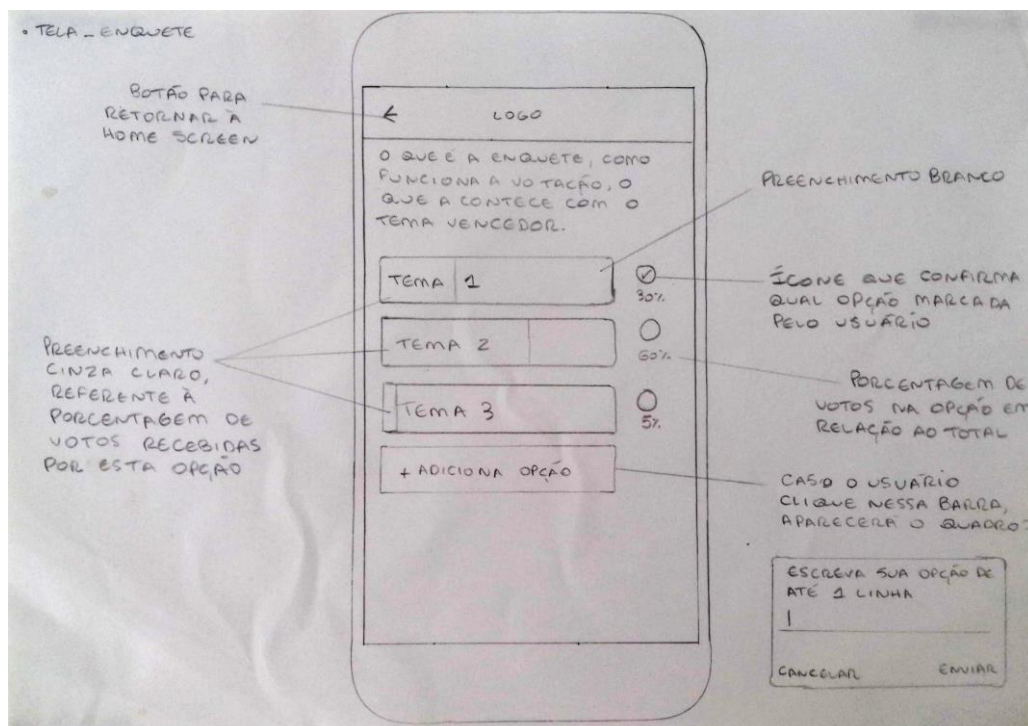 • TELA_ENQUETE
BOTÃO PARA
RETORNAR À
HOME SCREEN
← LOGO
O QUE É A ENQUETE, COMO
FUNCIONA A VOTAÇÃO, O
QUE ACONTECE COM O
TEMA VENCEDOR.
PREENCHIMENTO BRANCO
TEMA 1
30%
ÍCONE QUE CONFIRMA
QUAL OPÇÃO MARCADA
PELO USUÁRIO
TEMA 2
60%
PREENCHIMENTO
CINZA CLARO,
REFERENTE À
PORCENTAGEM DE
VOTOS RECEBIDAS
POR ESTA OPÇÃO
PORCENTAGEM DE
VOTOS NA OPÇÃO EM
RELAÇÃO AO TOTAL
TEMA 3
5%
+ ADICIONA OPÇÃO
CASO O USUÁRIO
CLIQUE NESSA BARRA,
APARECERÁ O QUADRO:
ESCREVA SUA OPÇÃO DE
ATÉ 1 LINHA
CANCELAR ENVIAR